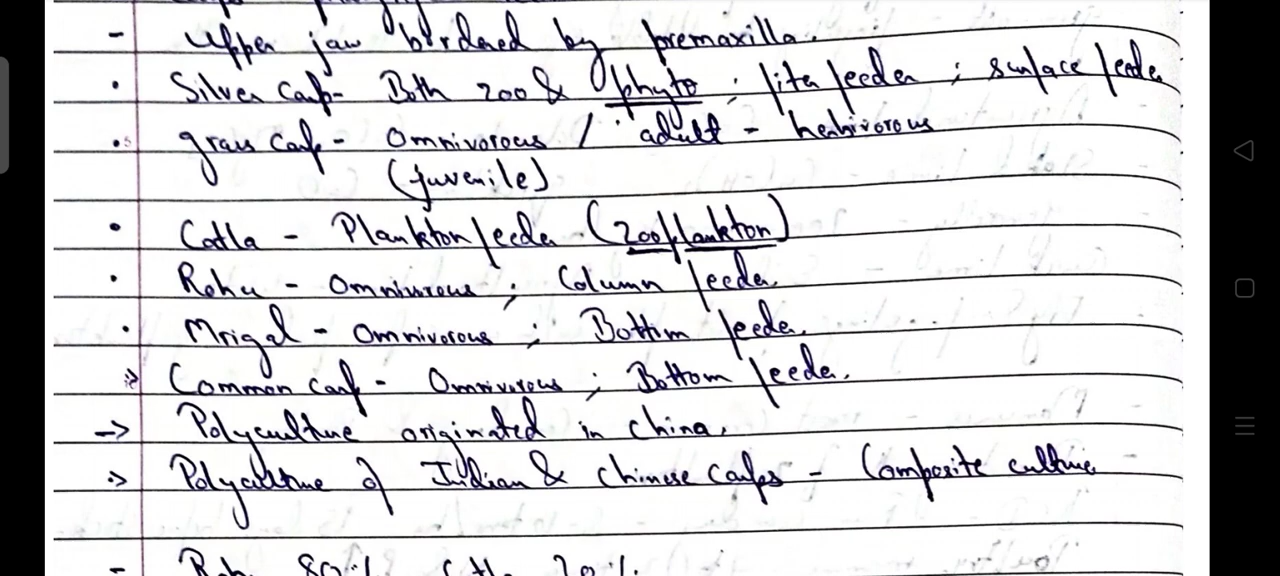 - Upper jaw bordered by premaxilla.
• Silver carp - Both zoo & phyto ; filter feeder ; surface feeder
• grass carp - Omnivorous / adult - herbivorous
(juvenile)
• Catla - Plankton feeder (zooplankton)
• Rohu - Omnivorous ; Column feeder.
• Mrigal - Omnivorous ; Bottom feeder.
Common carp - Omnivorous ; Bottom feeder.
-> Polyculture originated in China.
Polyculture of Indian & Chinese carps - Composite culture